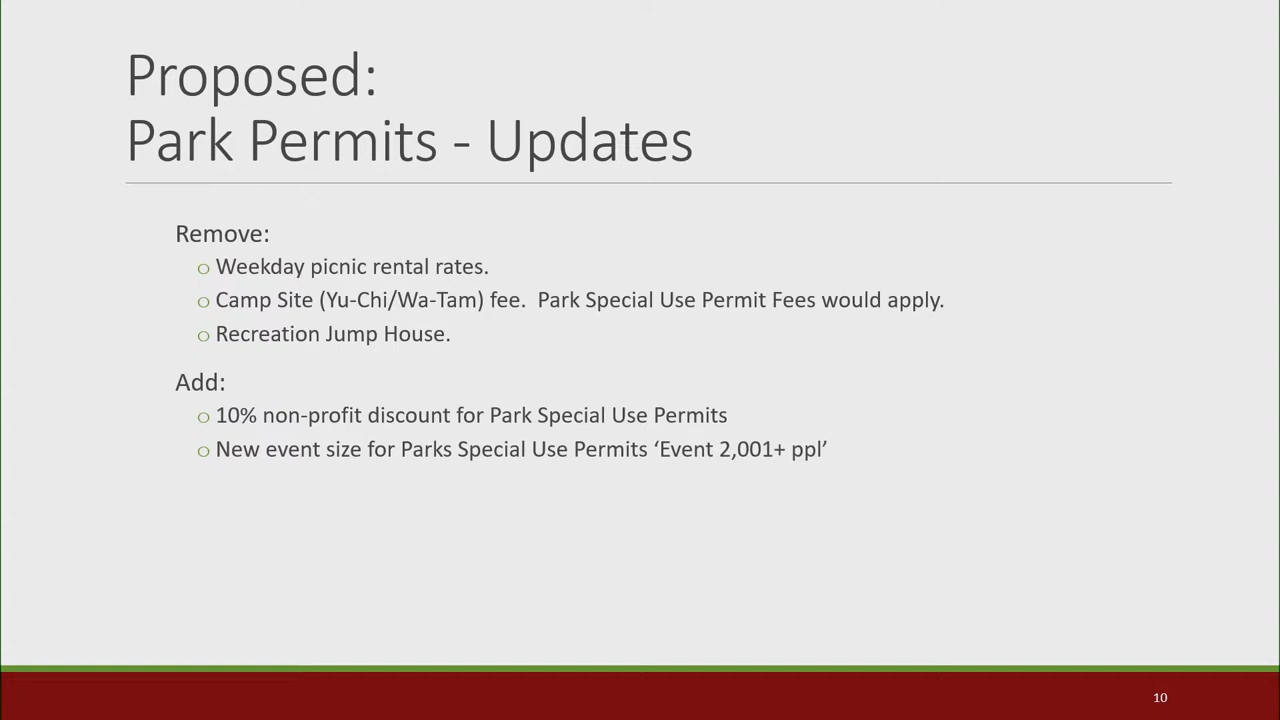 Proposed:
Park Permits - Updates
Remove:
o Weekday picnic rental rates.
o Camp Site (Yu-Chi/Wa-Tam) fee.  Park Special Use Permit Fees would apply.
o Recreation Jump House.
Add:
o 10% non-profit discount for Park Special Use Permits
o New event size for Parks Special Use Permits ‘Event 2,001+ ppl’
10